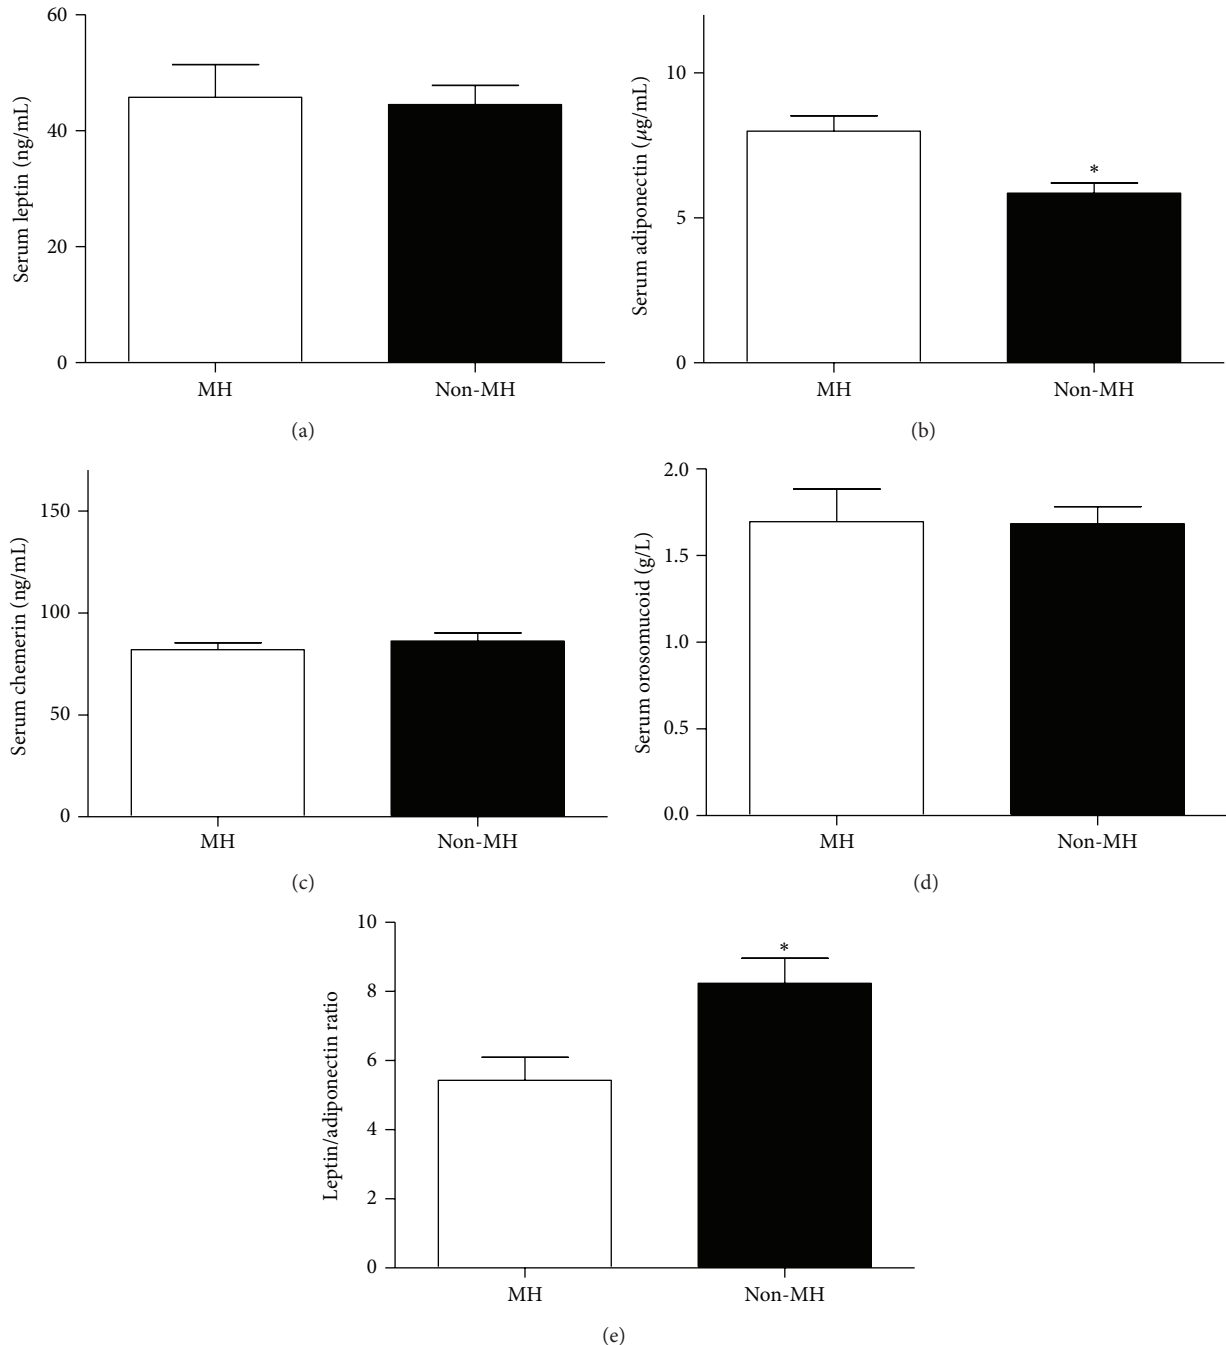 60
40
20
0
Serum leptin (ng/mL)
MH
Non-MH
(a)
10
5
0
Serum adiponectin (μg/mL)
*
MH
Non-MH
(b)
150
100
50
0
Serum chemerin (ng/mL)
MH
Non-MH
(c)
2.0
1.5
1.0
0.5
0.0
Serum orosomucoid (g/L)
MH
Non-MH
(d)
10
8
6
4
2
0
Leptin/adiponectin ratio
*
MH
Non-MH
(e)